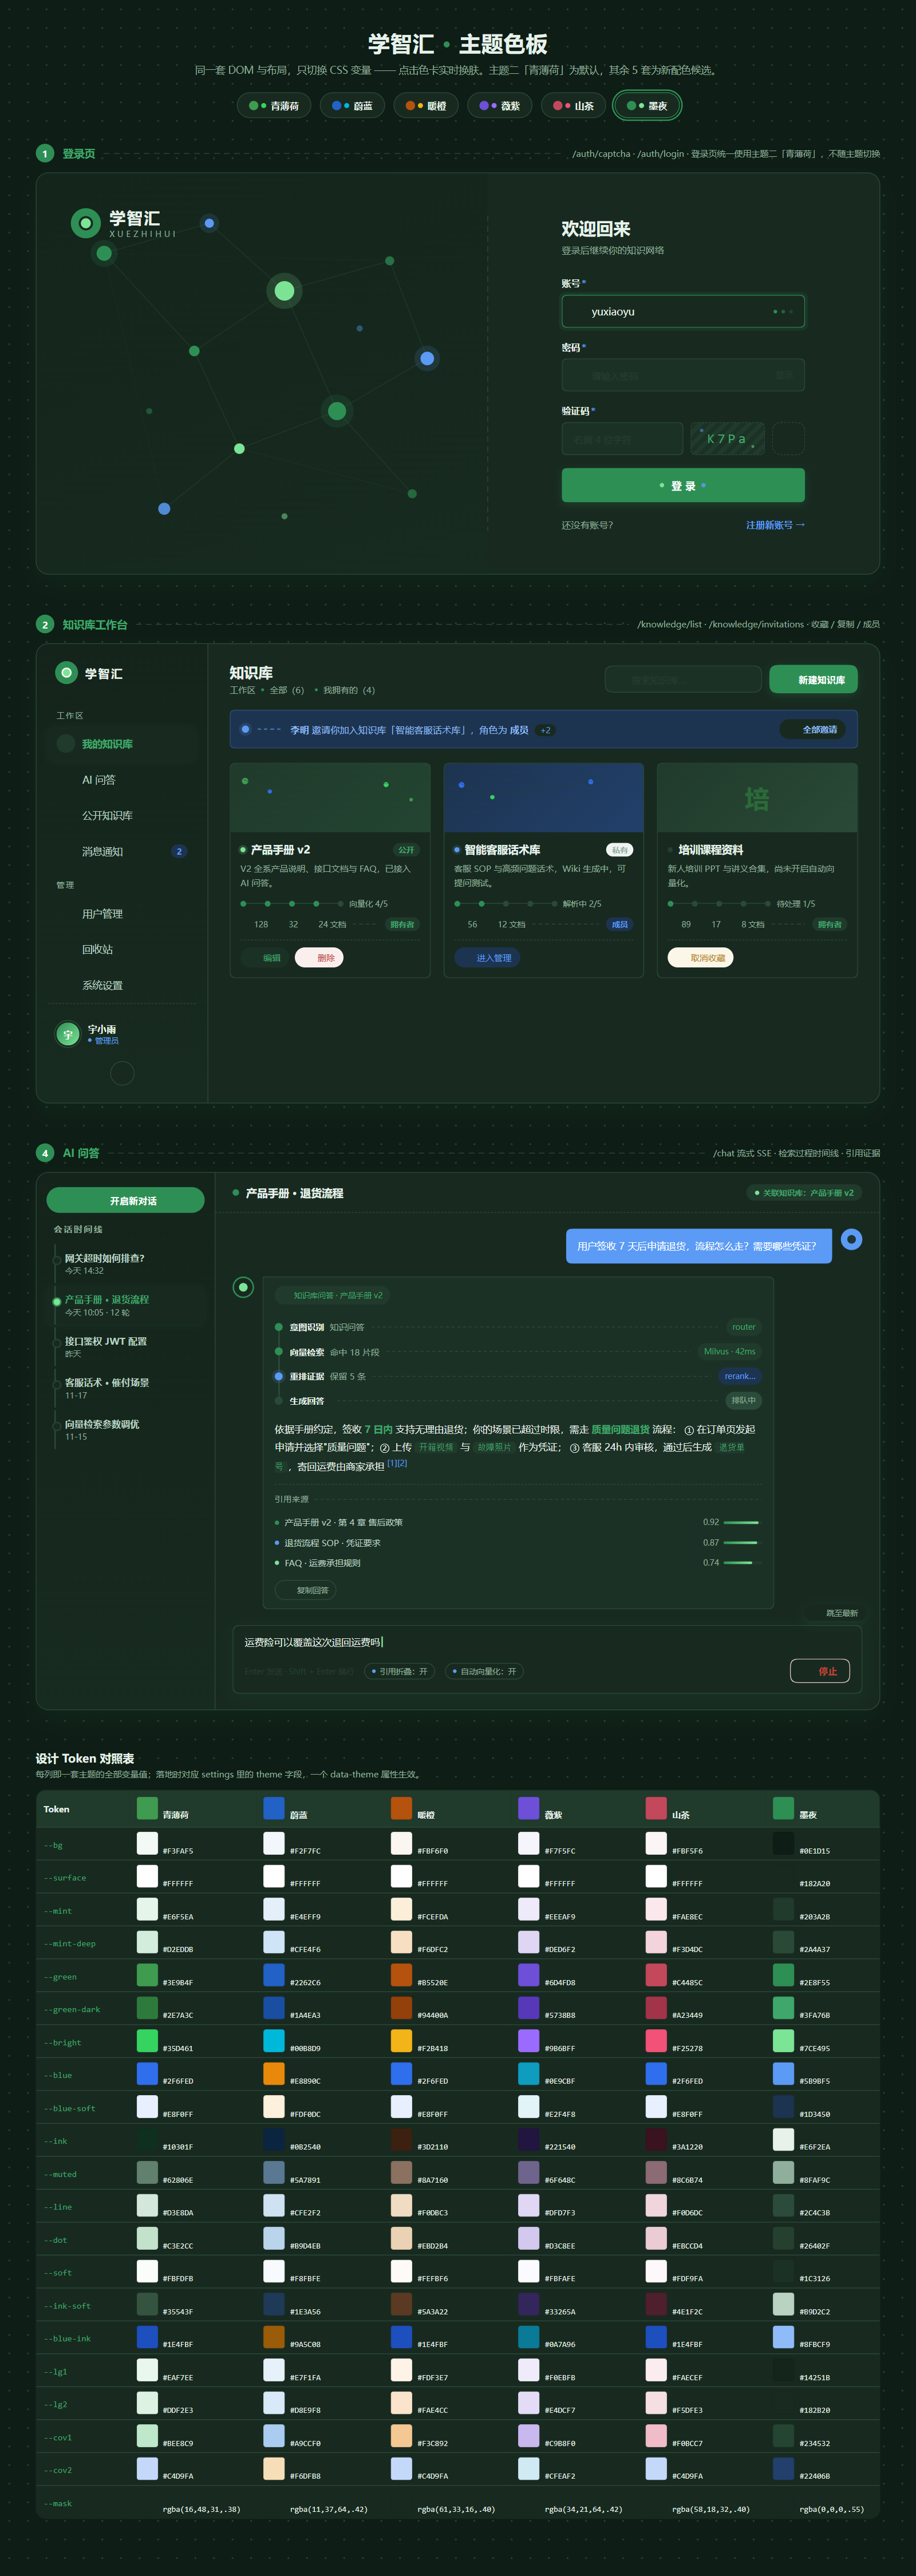 学智汇 · 主题色板
同一套 DOM 与布局，只切换 CSS 变量 —— 点击色卡实时换肤。主题二「青薄荷」为默认，其余 5 套为新配色候选。
青薄荷 蔚蓝 暖橙 薇紫 山茶 墨夜
1 登录页 /auth/captcha · /auth/login · 登录页统一使用主题二「青薄荷」，不随主题切换
学智汇
XUEZHIHUI
欢迎回来
登录后继续你的知识网络
账号*
yuxiaoyu
密码*
请输入密码
验证码*
右图 4 位字符 K7Pa
登 录
还没有账号？ 注册新账号 →
2 知识库工作台 /knowledge/list · /knowledge/invitations · 收藏 / 复制 / 成员
学智汇
工作区
我的知识库
AI 问答
公开知识库
消息通知 2
管理
用户管理
回收站
系统设置
宇 宇小雨
管理员
知识库
工作区 • 全部（6） • 我拥有的（4）
搜索知识库…
新建知识库
李明 邀请你加入知识库「智能客服话术库」，角色为 成员 +2 全部邀请
产品手册 v2 公开
V2 全系产品说明、接口文档与 FAQ，已接入
AI 问答。
向量化 4/5
128 32 24 文档 拥有者
编辑 删除
智能客服话术库 私有
客服 SOP 与高频问题话术，Wiki 生成中，可
提问测试。
解析中 2/5
56 12 文档 成员
进入管理
培
培训课程资料
新人培训 PPT 与讲义合集，尚未开启自动向
量化。
待处理 1/5
89 17 8 文档 拥有者
取消收藏
4 AI 问答 /chat 流式 SSE · 检索过程时间线 · 引用证据
开启新对话
会话时间线
网关超时如何排查?
今天 14:32
产品手册 • 退货流程
今天 10:05 · 12 轮
接口鉴权 JWT 配置
昨天
客服话术 • 催付场景
11-17
向量检索参数调优
11-15
产品手册 • 退货流程 关联知识库：产品手册 v2
用户签收 7 天后申请退货，流程怎么走？需要哪些凭证?
知识库问答 · 产品手册 v2
意图识别 知识问答 router
向量检索 命中 18 片段 Milvus · 42ms
重排证据 保留 5 条 rerank…
生成回答 排队中
依据手册约定，签收 7 日内 支持无理由退货；你的场景已超过时限，需走 质量问题退货 流程： ① 在订单页发起
申请并选择"质量问题"；② 上传 开箱视频 与 故障照片 作为凭证；③ 客服 24h 内审核，通过后生成 退货单
号 ，寄回运费由商家承担 [1][2]
引用来源
产品手册 v2 · 第 4 章 售后政策 0.92
退货流程 SOP · 凭证要求 0.87
FAQ · 运费承担规则 0.74
复制回答
跳至最新
运费险可以覆盖这次退回运费吗
Enter 发送 · Shift + Enter 换行 引用折叠：开 自动向量化：开 停止
设计 Token 对照表
每列即一套主题的全部变量值；落地时对应 settings 里的 theme 字段，一个 data-theme 属性生效。
Token 青薄荷 蔚蓝 暖橙 薇紫 山茶 墨夜
--bg #F3FAF5 #F2F7FC #FBF6F0 #F7F5FC #FBF5F6 #0E1D15
--surface #FFFFFF #FFFFFF #FFFFFF #FFFFFF #FFFFFF #182A20
--mint #E6F5EA #E4EFF9 #FCEFDA #EEEAF9 #FAE8EC #203A2B
--mint-deep #D2EDDB #CFE4F6 #F6DFC2 #DED6F2 #F3D4DC #2A4A37
--green #3E9B4F #2262C6 #B5520E #6D4FD8 #C4485C #2E8F55
--green-dark #2E7A3C #1A4EA3 #94400A #5738B8 #A23449 #3FA76B
--bright #35D461 #00B8D9 #F2B418 #9B6BFF #F25278 #7CE495
--blue #2F6FED #E8890C #2F6FED #0E9CBF #2F6FED #5B9BF5
--blue-soft #E8F0FF #FDF0DC #E8F0FF #E2F4F8 #E8F0FF #1D3450
--ink #10301F #0B2540 #3D2110 #221540 #3A1220 #E6F2EA
--muted #62806E #5A7891 #8A7160 #6F648C #8C6B74 #8FAF9C
--line #D3E8DA #CFE2F2 #F0DBC3 #DFD7F3 #F0D6DC #2C4C3B
--dot #C3E2CC #B9D4EB #EBD2B4 #D3C8EE #EBCCD4 #26402F
--soft #FBFDFB #F8FBFE #FEFBF6 #FBFAFE #FDF9FA #1C3126
--ink-soft #35543F #1E3A56 #5A3A22 #33265A #4E1F2C #B9D2C2
--blue-ink #1E4FBF #9A5C08 #1E4FBF #0A7A96 #1E4FBF #8FBCF9
--lg1 #EAF7EE #E7F1FA #FDF3E7 #F0EBFB #FAECEF #14251B
--lg2 #DDF2E3 #D8E9F8 #FAE4CC #E4DCF7 #F5DFE3 #182B20
--cov1 #BEE8C9 #A9CCF0 #F3C892 #C9B8F0 #F0BCC7 #234532
--cov2 #C4D9FA #F6DFB8 #C4D9FA #CFEAF2 #C4D9FA #22406B
--mask rgba(16,48,31,.38) rgba(11,37,64,.42) rgba(61,33,16,.40) rgba(34,21,64,.42) rgba(58,18,32,.40) rgba(0,0,0,.55)